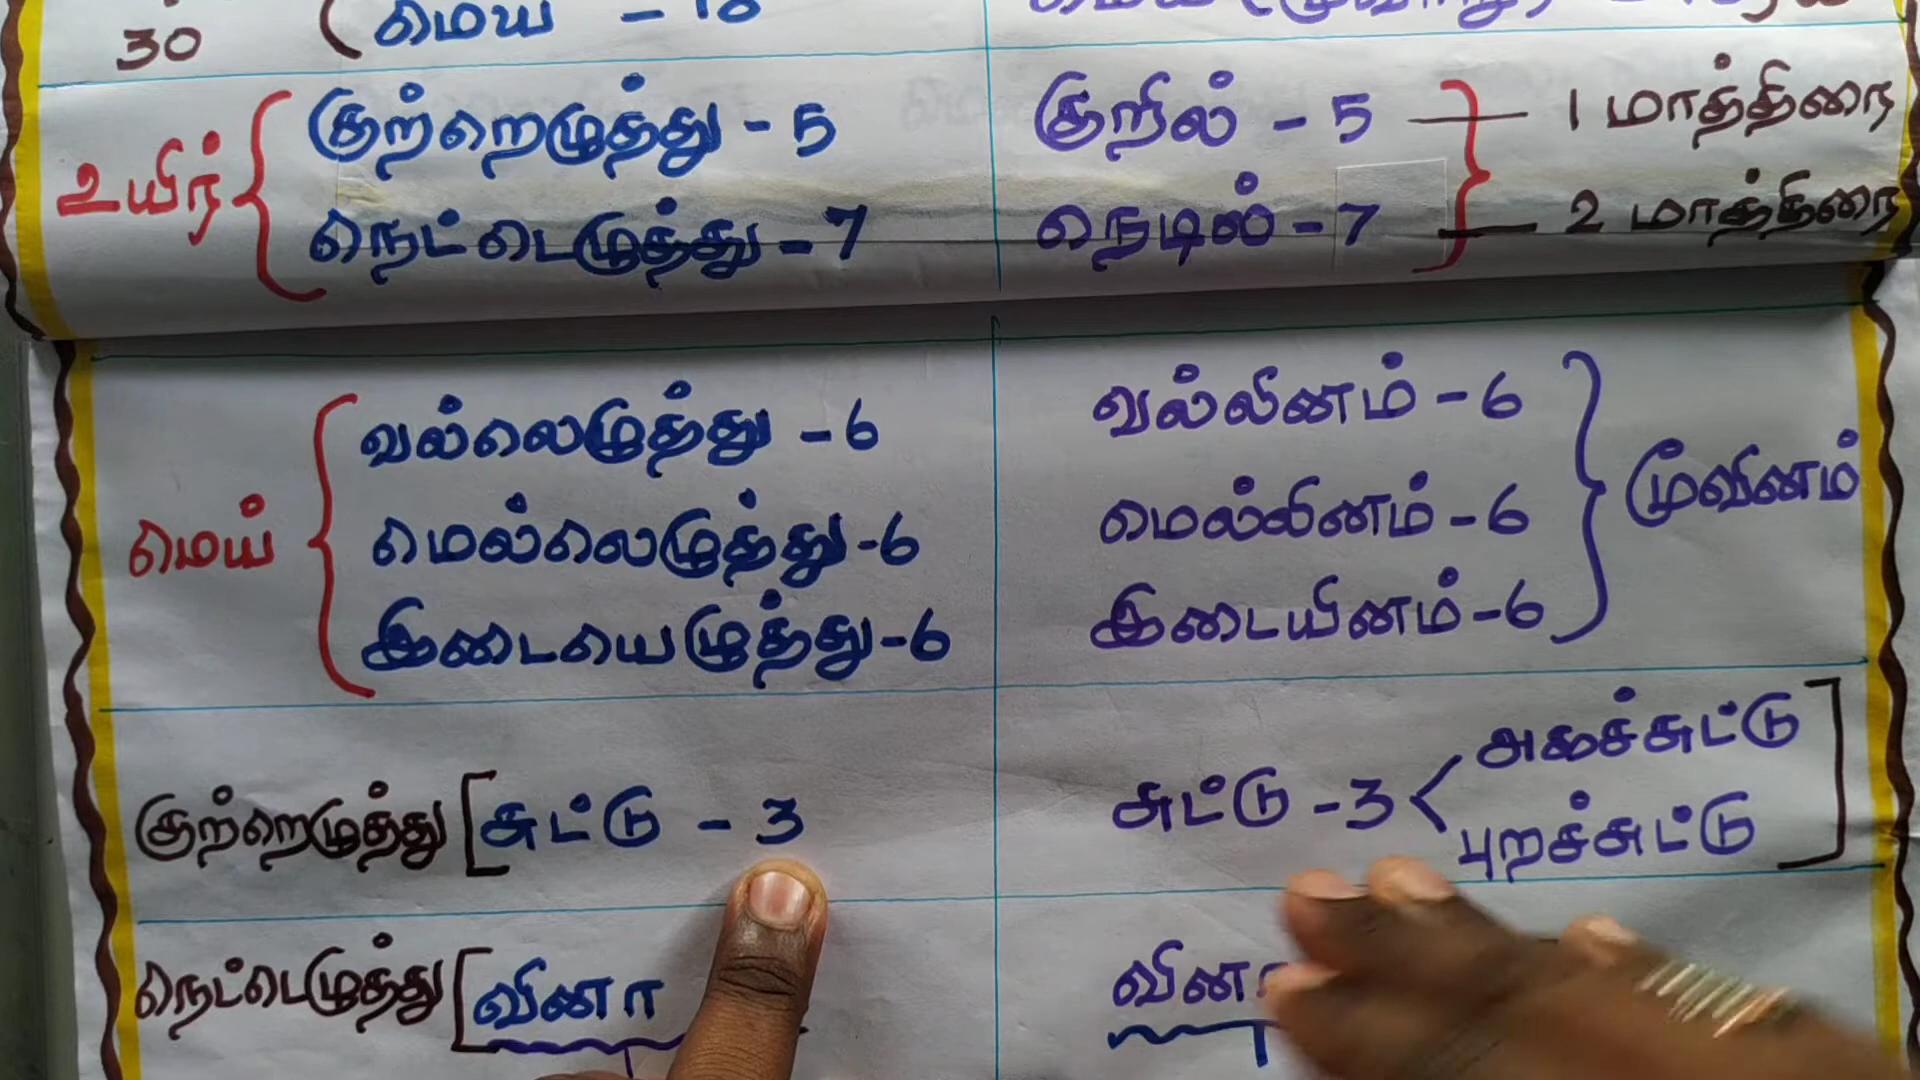 30 மெய் - 18
உயிர் குற்றெழுத்து - 5 குறில் - 5 1 மாத்திரை
நெட்டெழுத்து - 7 நெடில் - 7 2 மாத்திரை
வல்லெழுத்து - 6 வல்லினம் - 6
மெய் மெல்லெழுத்து - 6 மெல்லினம் - 6 மூவினம்
இடையெழுத்து - 6 இடையினம் - 6
குற்றெழுத்து [சுட்டு - 3 சுட்டு - 3 < அகச்சுட்டு
புறச்சுட்டு ]
நெட்டெழுத்து [வினா